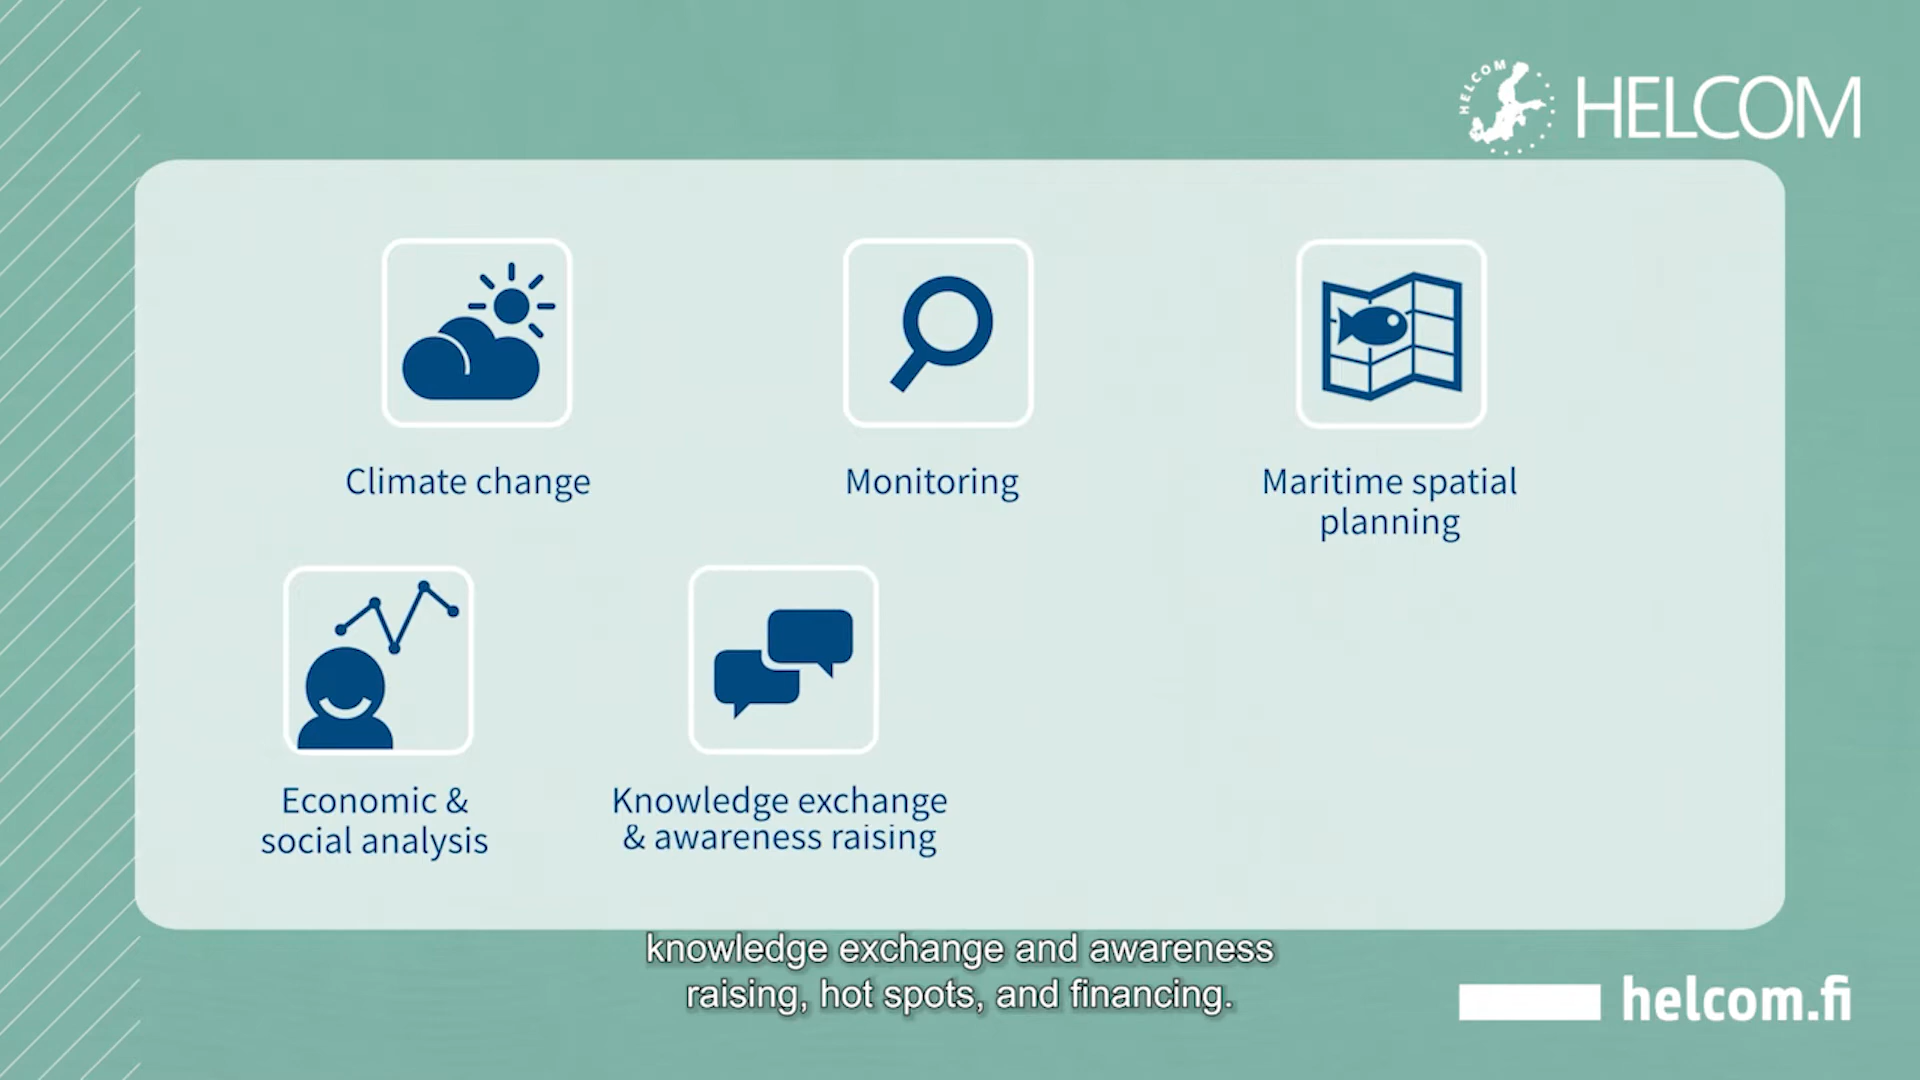 HELCOM
HELCOM
Climate change
Monitoring
Maritime spatial
planning
Economic &
social analysis
Knowledge exchange
& awareness raising
knowledge exchange and awareness
raising, hot spots, and financing.
helcom.fi